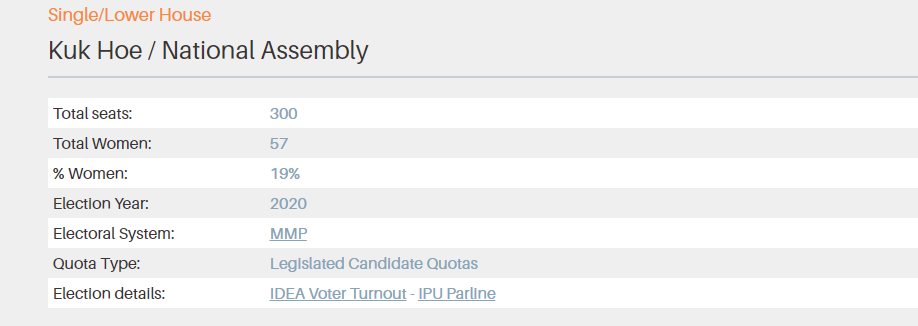 Single/Lower House
Kuk Hoe / National Assembly
Total seats: 300
Total Women: 57
% Women: 19%
Election Year: 2020
Electoral System: MMP
Quota Type: Legislated Candidate Quotas
Election details: IDEA Voter Turnout - IPU Parline